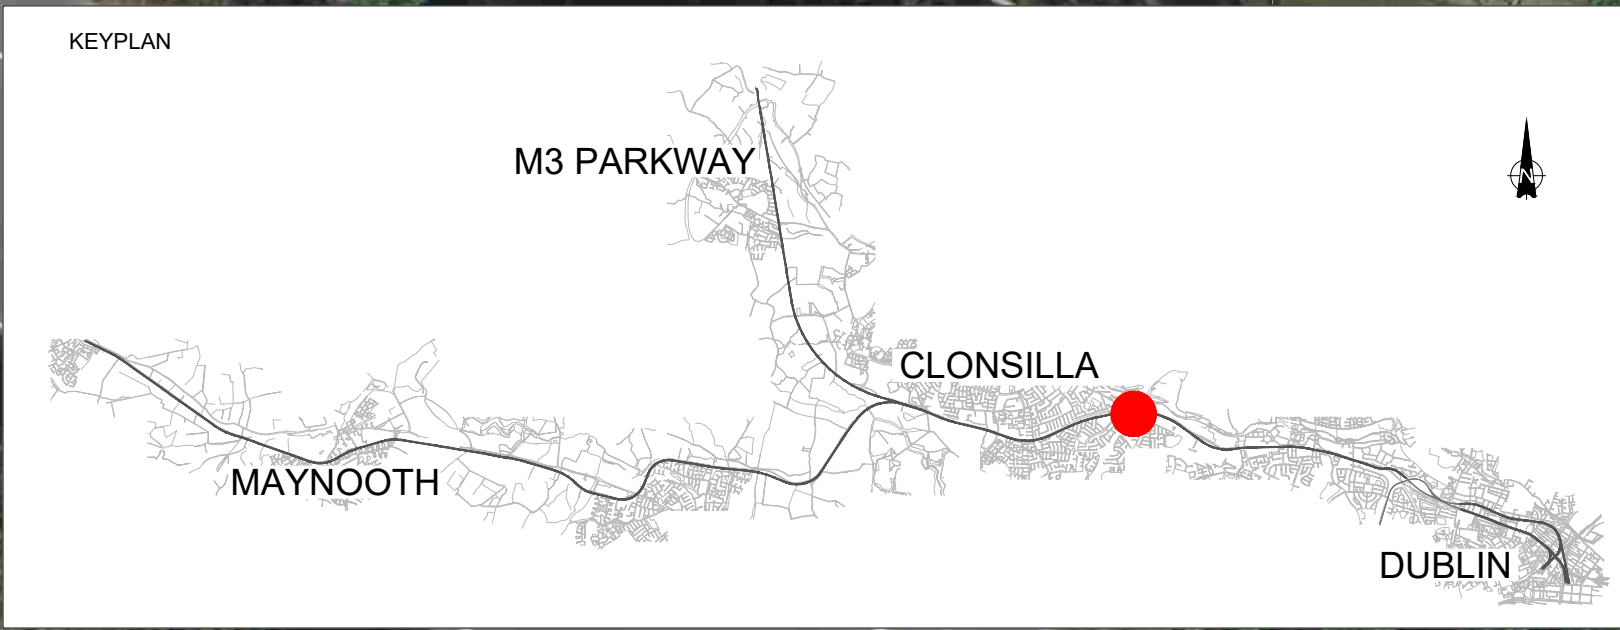 KEYPLAN
M3 PARKWAY
N
CLONSILLA
MAYNOOTH
DUBLIN